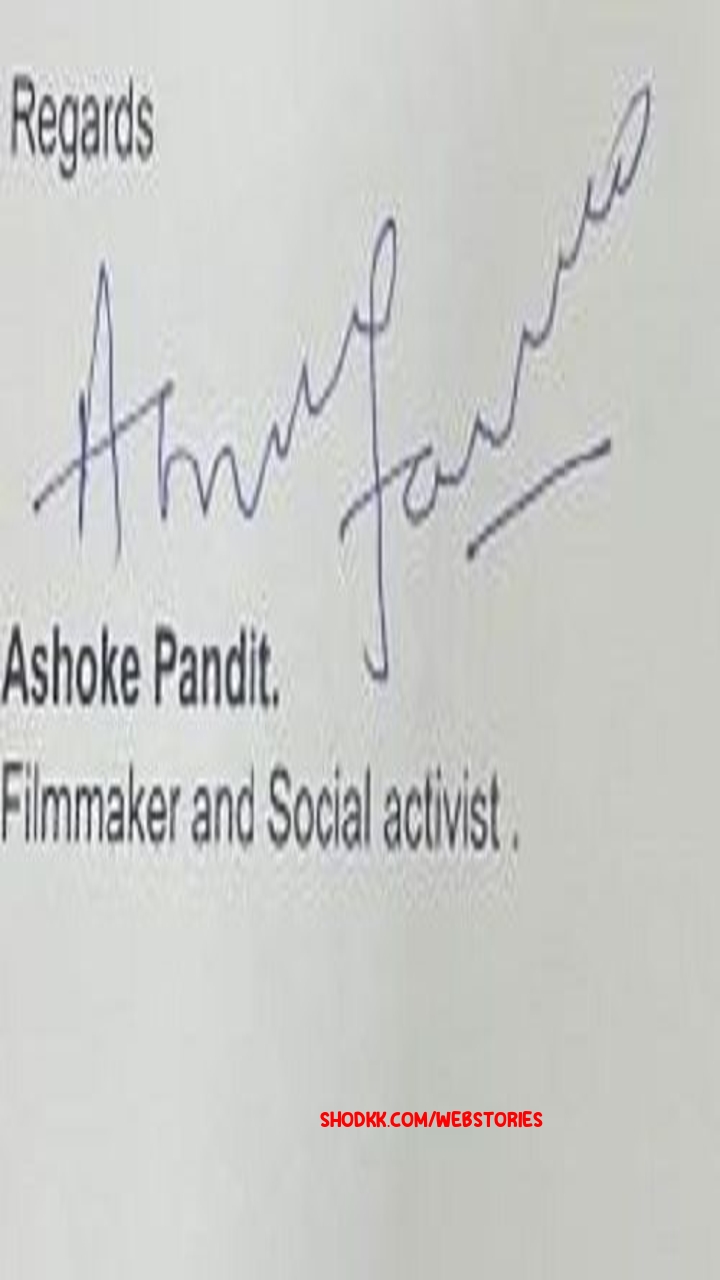 Regards
Ashoke Pandit.
Filmmaker and Social activist .
SHODKK.COM/WEBSTORIES